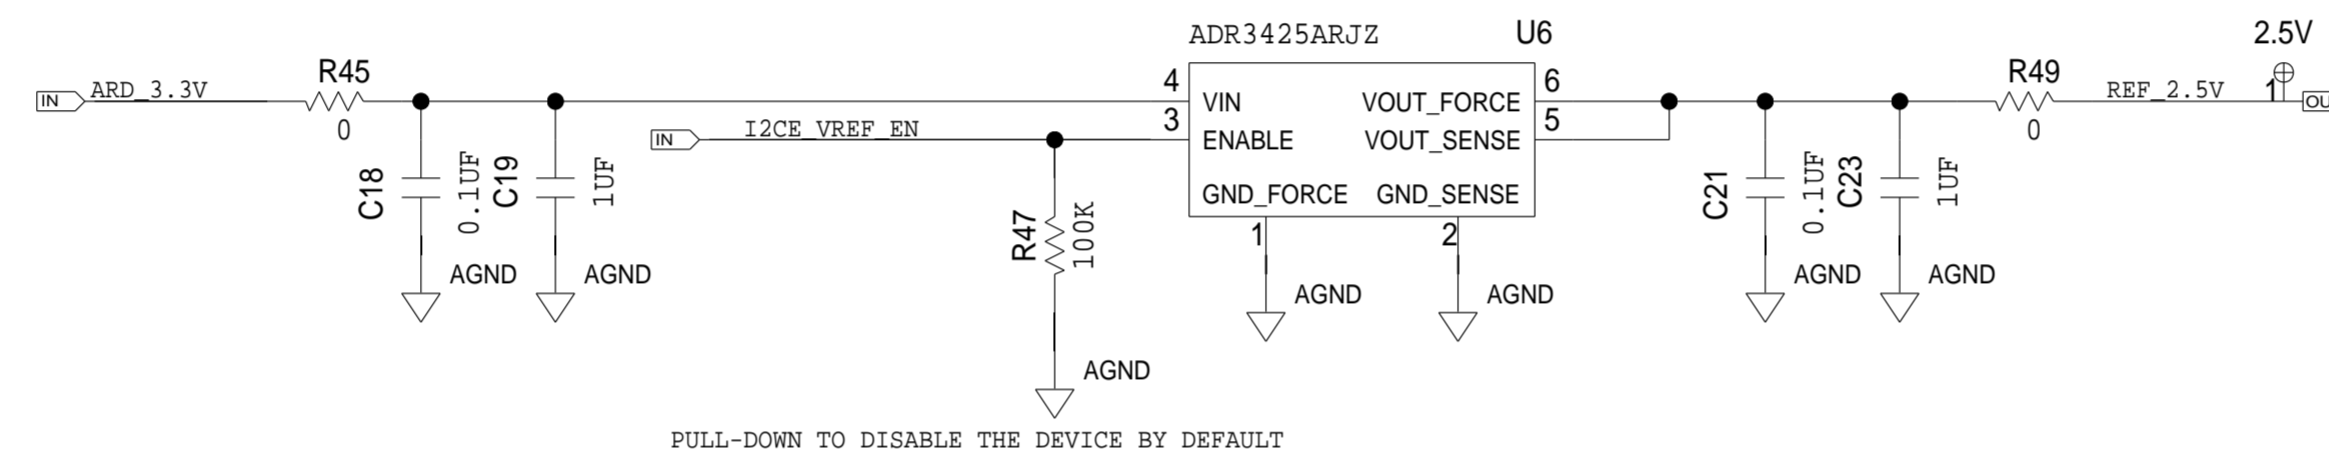 ADR3425ARJZ
U6
2.5V
IN
ARD_3.3V
R45
0
4
VIN
VOUT_FORCE
6
R49
0
REF_2.5V
1
OU
IN
I2CE_VREF_EN
3
ENABLE
VOUT_SENSE
5
C18
0.1UF
C19
1UF
GND_FORCE
GND_SENSE
C21
0.1UF
C23
1UF
R47
100K
1
2
AGND
AGND
AGND
AGND
AGND
AGND
AGND
PULL-DOWN TO DISABLE THE DEVICE BY DEFAULT